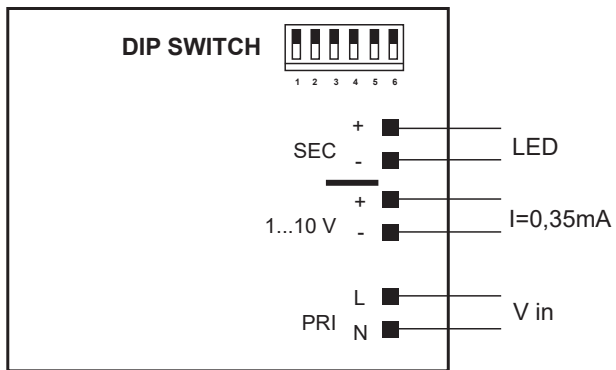 DIP SWITCH
1 2 3 4 5 6
+
SEC
-
LED
+
1...10 V
-
I=0,35mA
L
PRI
N
V in